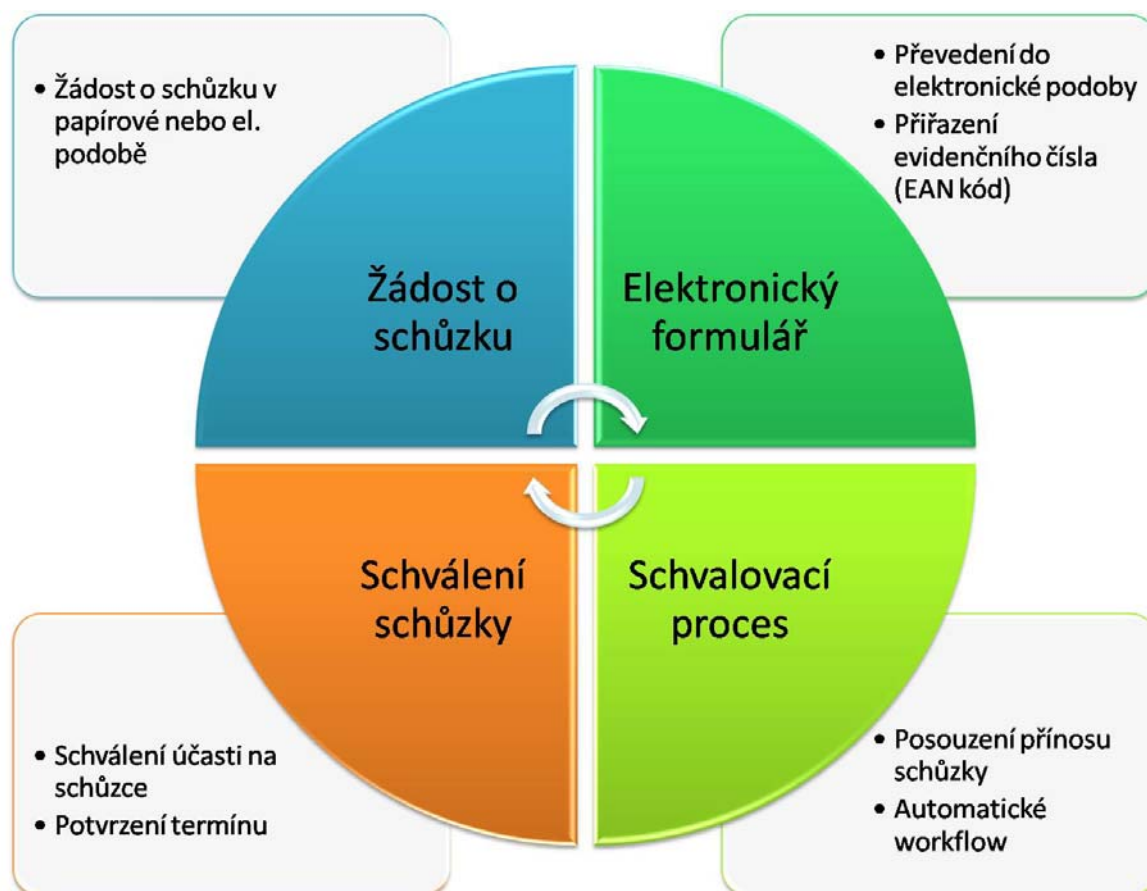 • Žádost o schůzku v
papírové nebo el.
podobě
• Převedení do
elektronické podoby
• Přiřazení
evidenčního čísla
(EAN kód)
Žádost o
schůzku
Elektronický
formulář
Schválení
schůzky
Schvalovací
proces
• Schválení účasti na
schůzce
• Potvrzení termínu
• Posouzení přínosu
schůzky
• Automatické
workflow